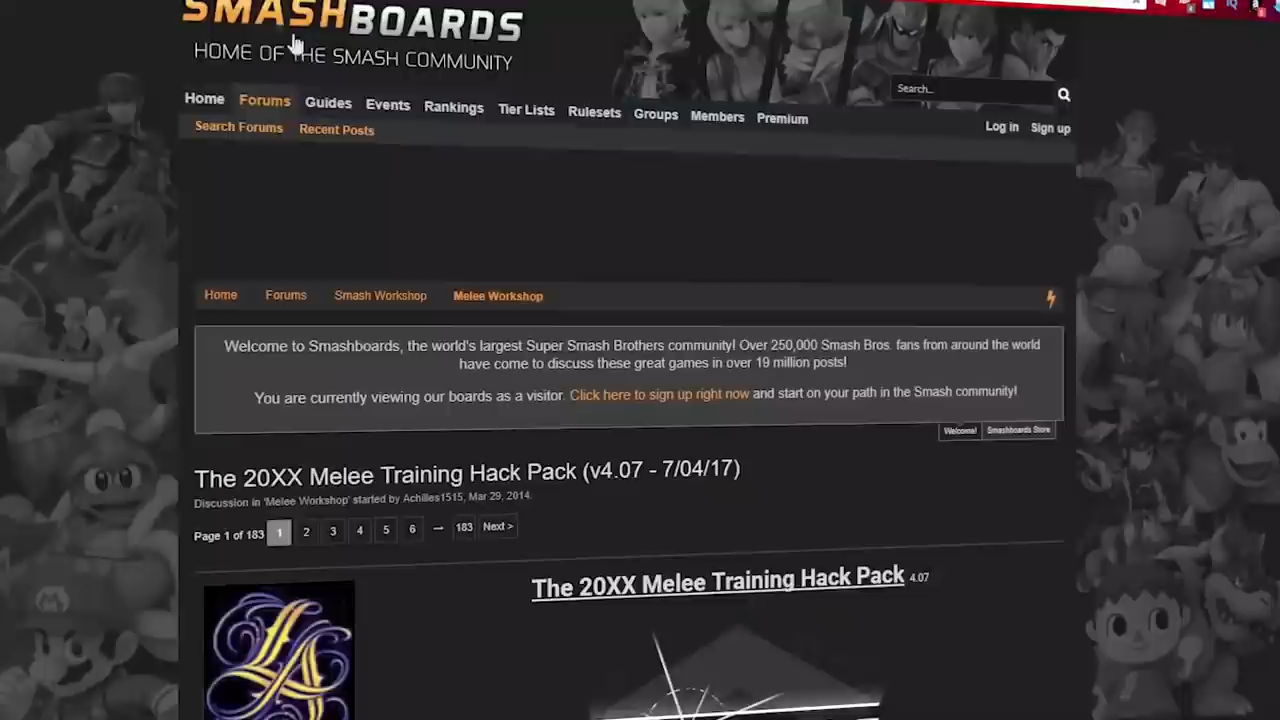 SMASHBOARDS
HOME OF THE SMASH COMMUNITY
Search...
Home Forums Guides Events Rankings Tier Lists Rulesets Groups Members Premium
Search Forums Recent Posts
Log in Sign up
Home Forums Smash Workshop Melee Workshop
Welcome to Smashboards, the world's largest Super Smash Brothers community! Over 250,000 Smash Bros. fans from around the world
have come to discuss these great games in over 19 million posts!
You are currently viewing our boards as a visitor. Click here to sign up right now and start on your path in the Smash community!
Welcome! Smashboards Store
The 20XX Melee Training Hack Pack (v4.07 - 7/04/17)
Discussion in 'Melee Workshop' started by Achilles1515, Mar 29, 2014.
Page 1 of 183 1 2 3 4 5 6 → 183 Next >
The 20XX Melee Training Hack Pack 4.07